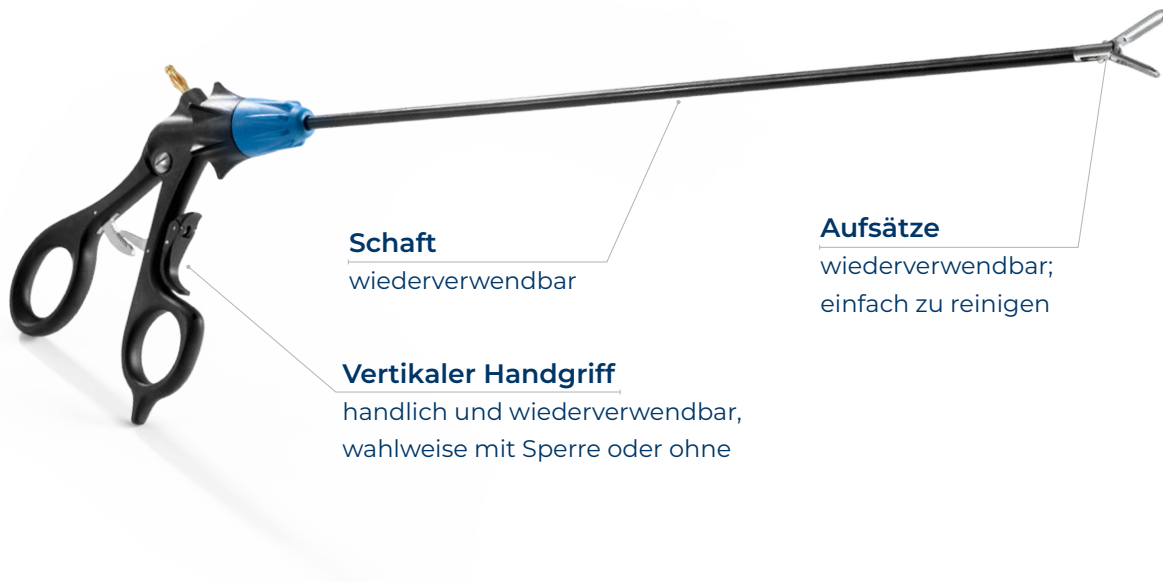 Schaft
wiederverwendbar
Aufsätze
wiederverwendbar;
einfach zu reinigen
Vertikaler Handgriff
handlich und wiederverwendbar,
wahlweise mit Sperre oder ohne